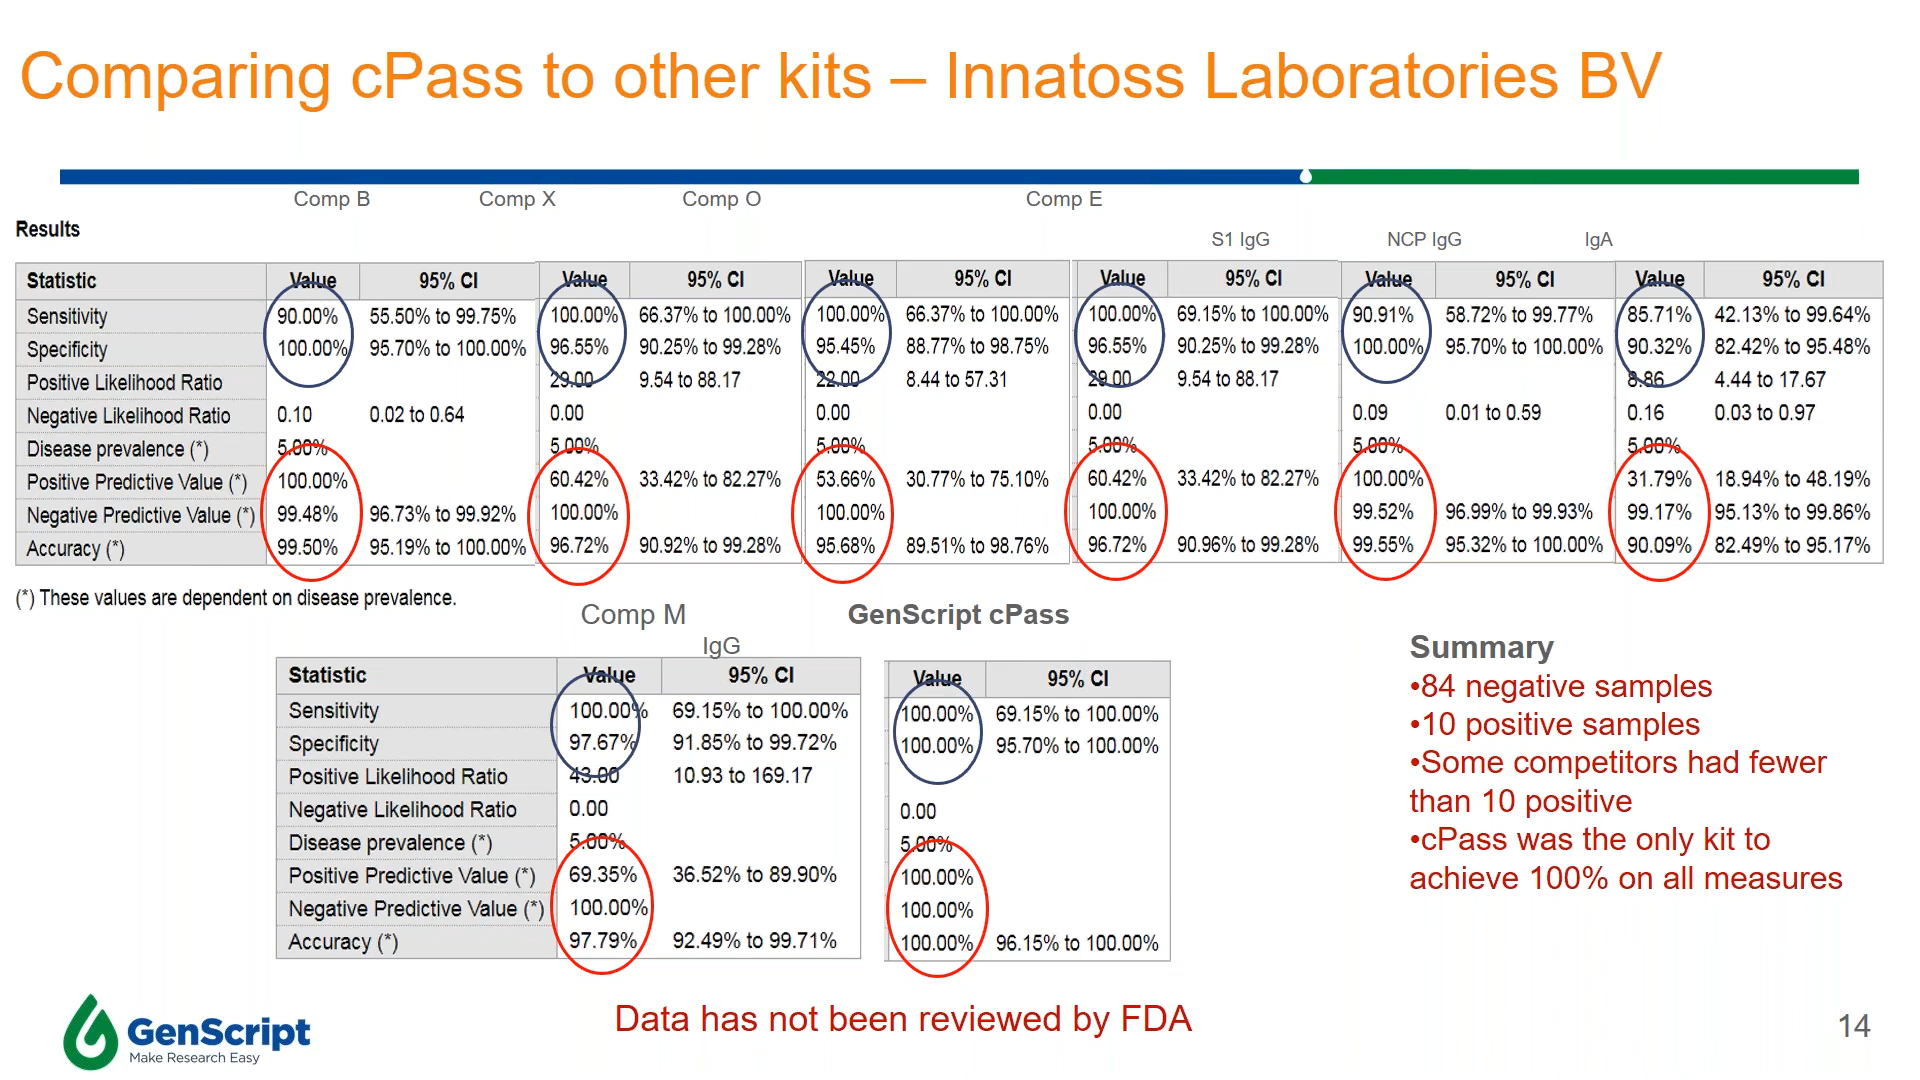 Comparing cPass to other kits – Innatoss Laboratories BV
Comp B Comp X Comp O Comp E
Results
S1 IgG NCP IgG IgA
Statistic Value 95% CI Value 95% CI Value 95% CI Value 95% CI Value 95% CI Value 95% CI
Sensitivity 90.00% 55.50% to 99.75% 100.00% 66.37% to 100.00% 100.00% 66.37% to 100.00% 100.00% 69.15% to 100.00% 90.91% 58.72% to 99.77% 85.71% 42.13% to 99.64%
Specificity 100.00% 95.70% to 100.00% 96.55% 90.25% to 99.28% 95.45% 88.77% to 98.75% 96.55% 90.25% to 99.28% 100.00% 95.70% to 100.00% 90.32% 82.42% to 95.48%
Positive Likelihood Ratio 29.00 9.54 to 88.17 22.00 8.44 to 57.31 29.00 9.54 to 88.17 8.86 4.44 to 17.67
Negative Likelihood Ratio 0.10 0.02 to 0.64 0.00 0.00 0.00 0.09 0.01 to 0.59 0.16 0.03 to 0.97
Disease prevalence (*) 5.00% 5.00% 5.00% 5.00% 5.00% 5.00%
Positive Predictive Value (*) 100.00% 60.42% 33.42% to 82.27% 53.66% 30.77% to 75.10% 60.42% 33.42% to 82.27% 100.00% 31.79% 18.94% to 48.19%
Negative Predictive Value (*) 99.48% 96.73% to 99.92% 100.00% 100.00% 100.00% 99.52% 96.99% to 99.93% 99.17% 95.13% to 99.86%
Accuracy (*) 99.50% 95.19% to 100.00% 96.72% 90.92% to 99.28% 95.68% 89.51% to 98.76% 96.72% 90.96% to 99.28% 99.55% 95.32% to 100.00% 90.09% 82.49% to 95.17%
(*) These values are dependent on disease prevalence.
Comp M GenScript cPass
IgG
Statistic Value 95% CI Value 95% CI
Sensitivity 100.00% 69.15% to 100.00% 100.00% 69.15% to 100.00%
Specificity 97.67% 91.85% to 99.72% 100.00% 95.70% to 100.00%
Positive Likelihood Ratio 43.00 10.93 to 169.17
Negative Likelihood Ratio 0.00 0.00
Disease prevalence (*) 5.00% 5.00%
Positive Predictive Value (*) 69.35% 36.52% to 89.90% 100.00%
Negative Predictive Value (*) 100.00% 100.00%
Accuracy (*) 97.79% 92.49% to 99.71% 100.00% 96.15% to 100.00%
Summary
•84 negative samples
•10 positive samples
•Some competitors had fewer
than 10 positive
•cPass was the only kit to
achieve 100% on all measures
GenScript
Make Research Easy
Data has not been reviewed by FDA
14